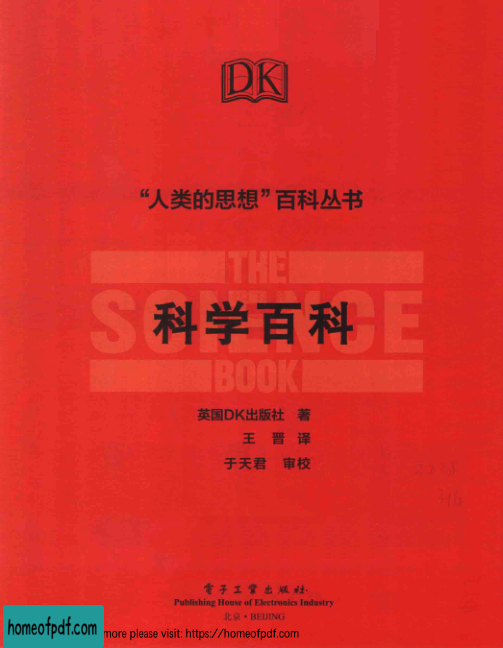 DK
“人类的思想”百科丛书
THE
SCIENCE
科学百科
BOOK
英国DK出版社 著
王 晋 译
于天君 审校
电子工业出版社·
Publishing House of Electronics Industry
北京·BEIJING
homeofpdf.com
more please visit: https://homeofpdf.com